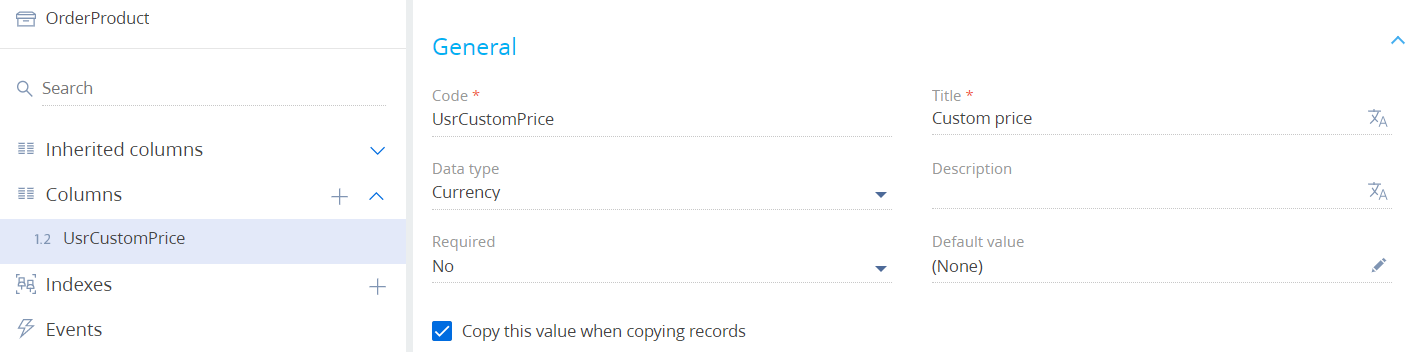 OrderProduct
Search
Inherited columns
Columns
1.2 UsrCustomPrice
Indexes
Events
General
Code *
UsrCustomPrice
Title *
Custom price
Data type
Currency
Description
Required
No
Default value
(None)
Copy this value when copying records